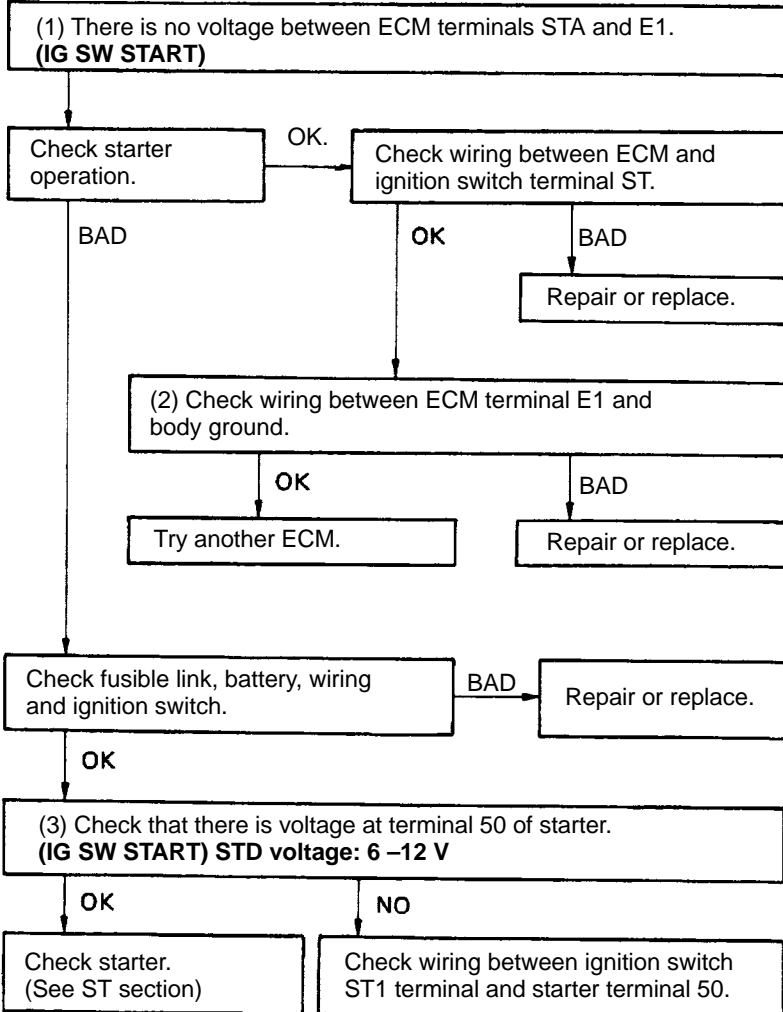 (1) There is no voltage between ECM terminals STA and E1.
(IG SW START)
Check starter
operation.
OK.
Check wiring between ECM and
ignition switch terminal ST.
BAD
OK
BAD
Repair or replace.
(2) Check wiring between ECM terminal E1 and
body ground.
OK
BAD
Try another ECM.
Repair or replace.
Check fusible link, battery, wiring
and ignition switch.
BAD
Repair or replace.
OK
(3) Check that there is voltage at terminal 50 of starter.
(IG SW START) STD voltage: 6 –12 V
OK
NO
Check starter.
(See ST section)
Check wiring between ignition switch
ST1 terminal and starter terminal 50.